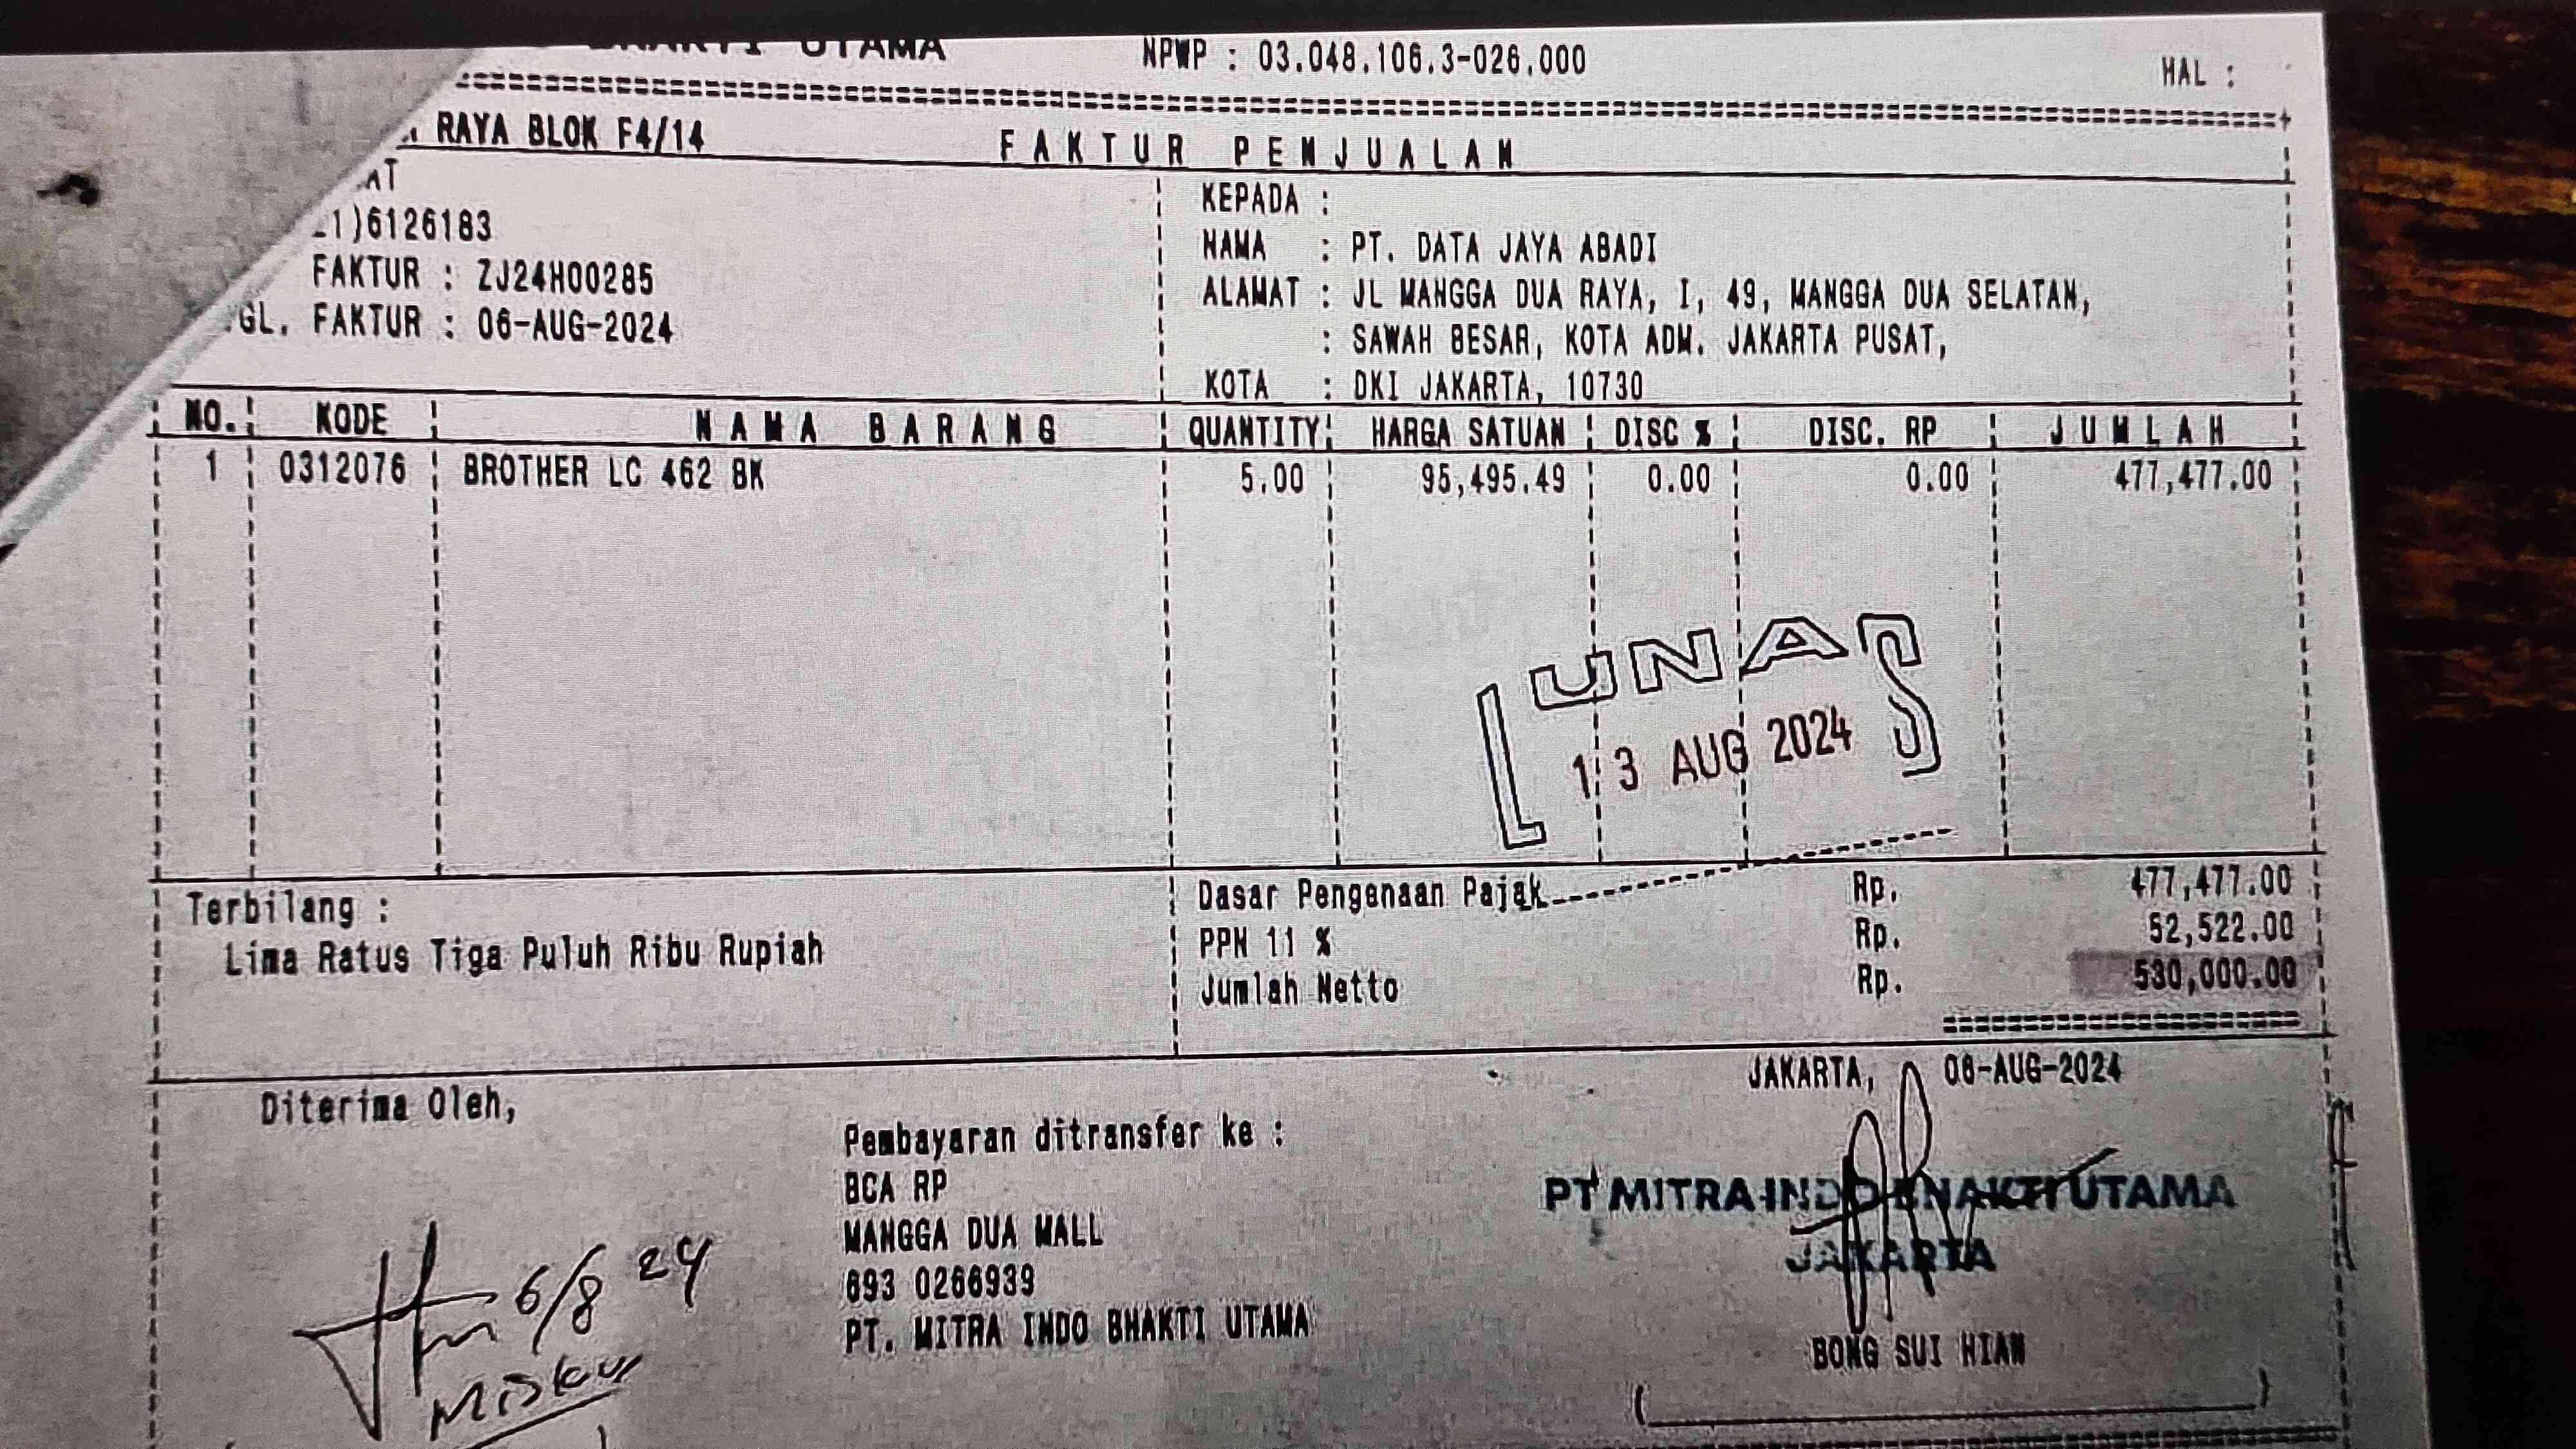 BHAKTI UTAMA NPWP : 03.048.106.3-026.000 HAL :
RAYA BLOK F4/14 FAKTUR PENJUALAN
AT
1)6126183
FAKTUR : ZJ24H00285
GL. FAKTUR : 06-AUG-2024
KEPADA :
NAMA : PT. DATA JAYA ABADI
ALAMAT : JL MANGGA DUA RAYA, I, 49, MANGGA DUA SELATAN,
: SAWAH BESAR, KOTA ADM. JAKARTA PUSAT,
KOTA : DKI JAKARTA, 10730
NO. KODE NAMA BARANG QUANTITY HARGA SATUAN DISC % DISC. RP JUMLAH
1 0312076 BROTHER LC 462 BK 5.00 95,495.49 0.00 0.00 477,477.00
LUNAS
13 AUG 2024
Terbilang :
Lima Ratus Tiga Puluh Ribu Rupiah
Dasar Pengenaan Pajak Rp. 477,477.00
PPN 11 % Rp. 52,522.00
Jumlah Netto Rp. 530,000.00
JAKARTA, 06-AUG-2024
Diterima Oleh,
6/8 24
Pembayaran ditransfer ke :
BCA RP
MANGGA DUA MALL
693 0266939
PT. MITRA INDO BHAKTI UTAMA
PT MITRA INDO BHAKTI UTAMA
JAKARTA
BONG SUI HIAN